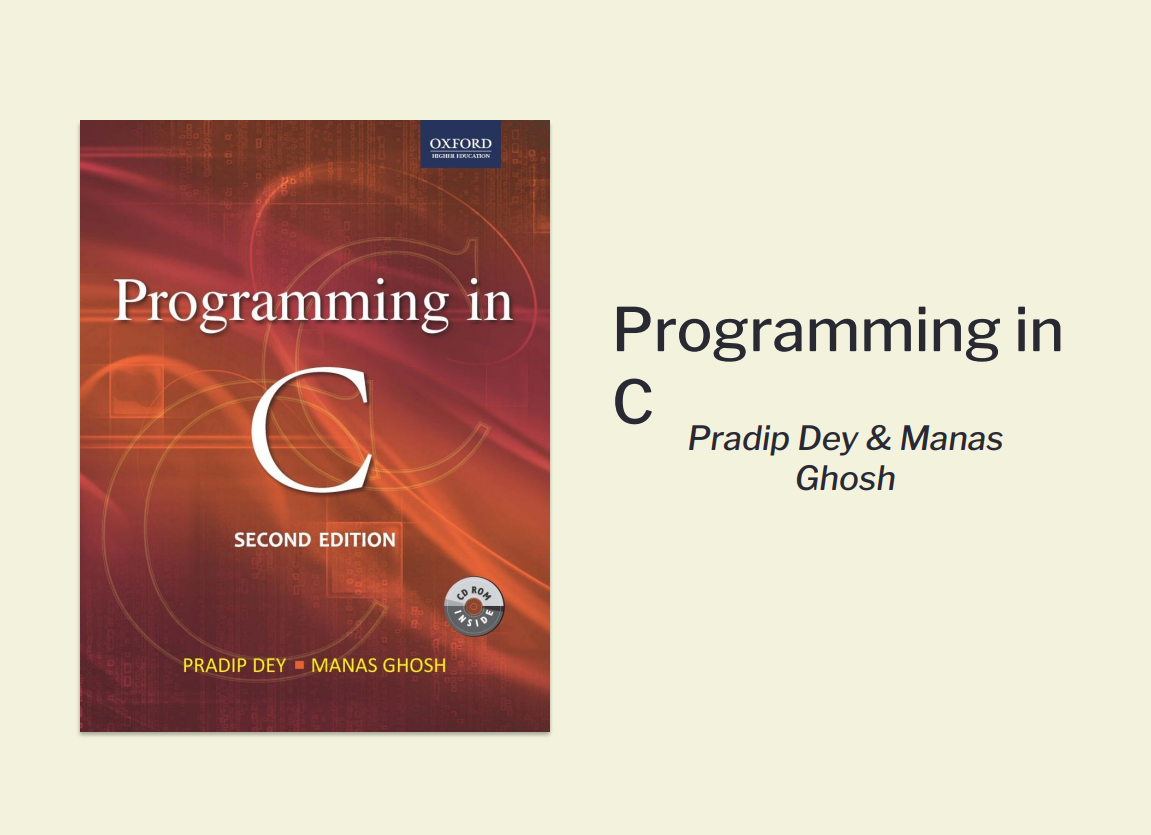 OXFORD
HIGHER EDUCATION
Programming in
C
SECOND EDITION
CD ROM
INSIDE
PRADIP DEY ▪ MANAS GHOSH
Programming in
C
Pradip Dey & Manas
Ghosh